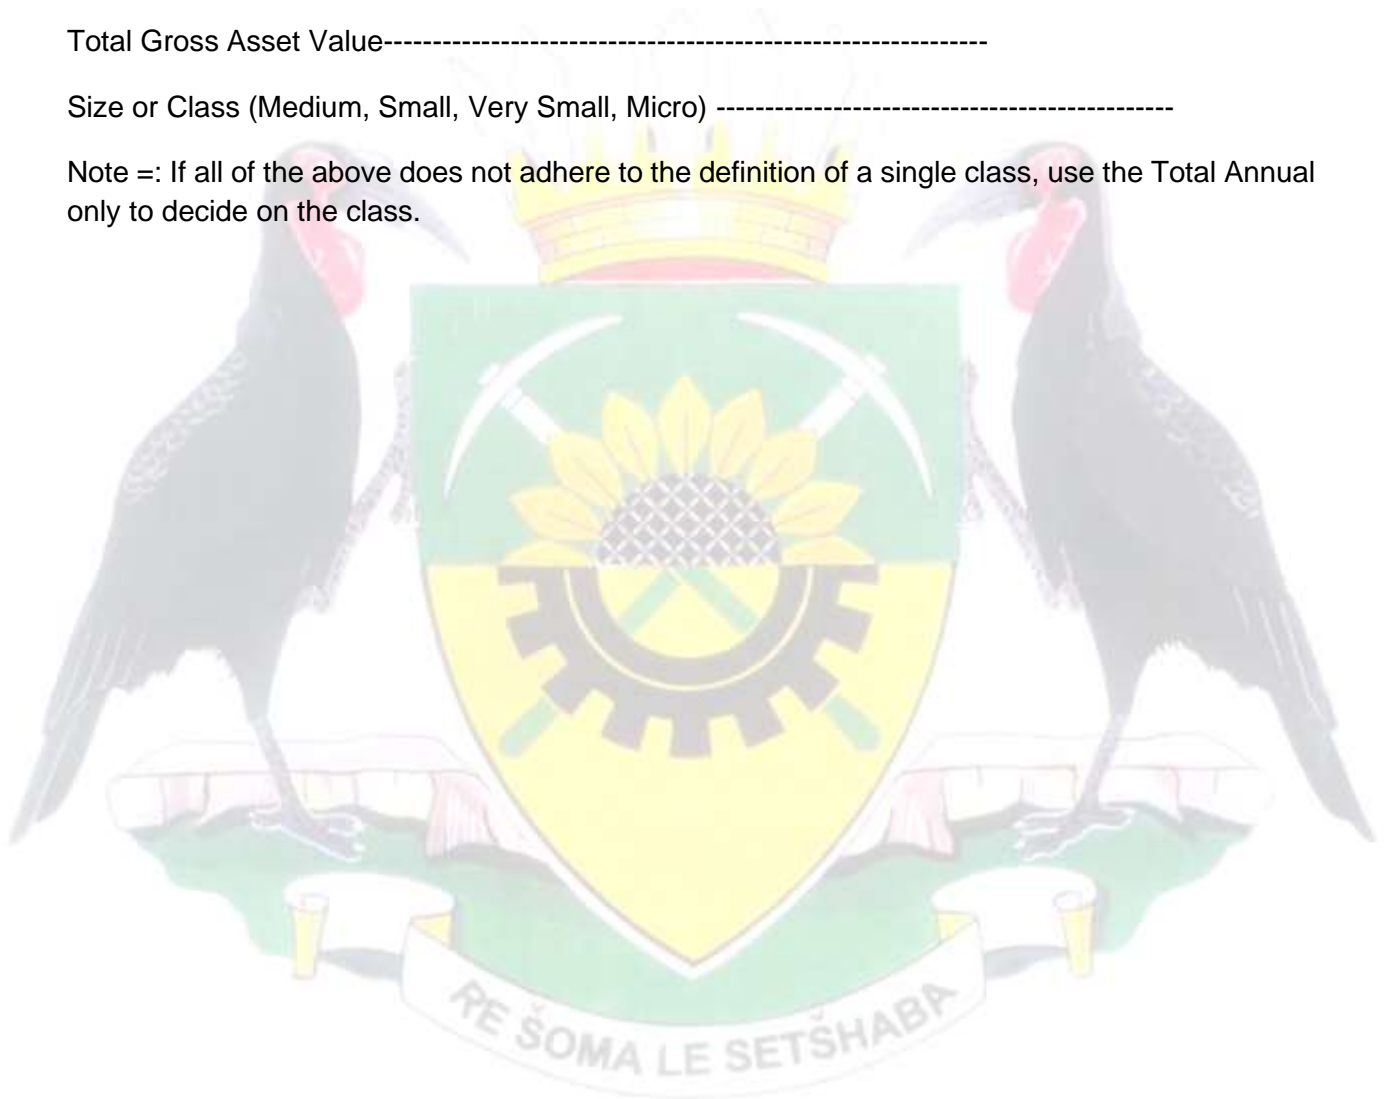 Total Gross Asset Value--------------------------------------------------------------
Size or Class (Medium, Small, Very Small, Micro) -----------------------------------------------
Note =: If all of the above does not adhere to the definition of a single class, use the Total Annual
only to decide on the class.
RE ŠOMA LE SETŠHABA